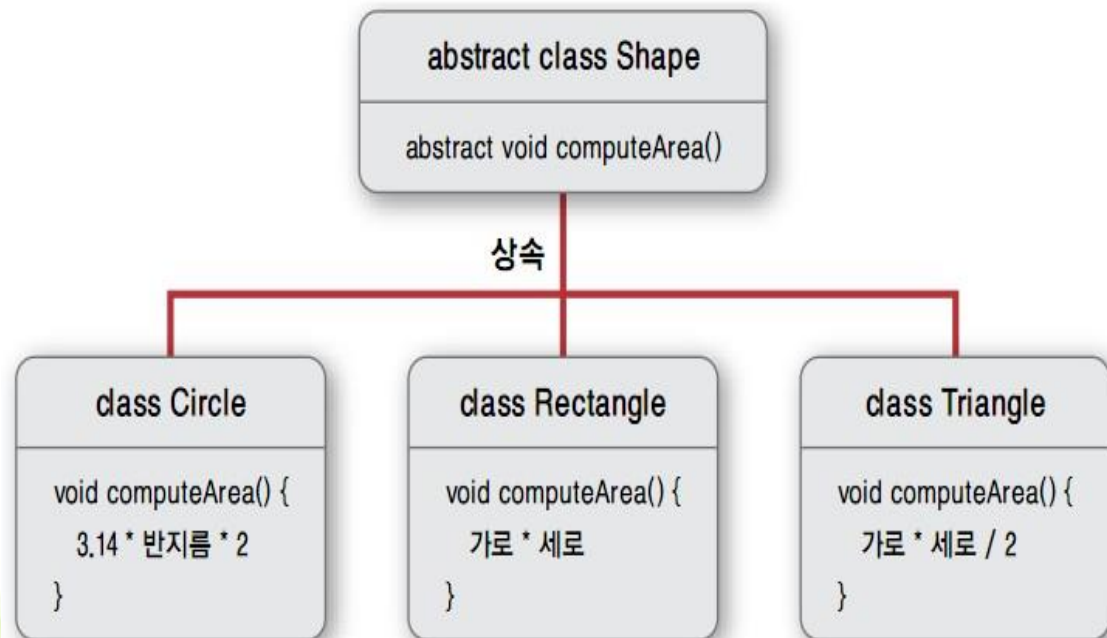 abstract class Shape
abstract void computeArea()
상속
class Circle
void computeArea() {
3.14 * 반지름 * 2
}
class Rectangle
void computeArea() {
가로 * 세로
}
class Triangle
void computeArea() {
가로 * 세로 / 2
}